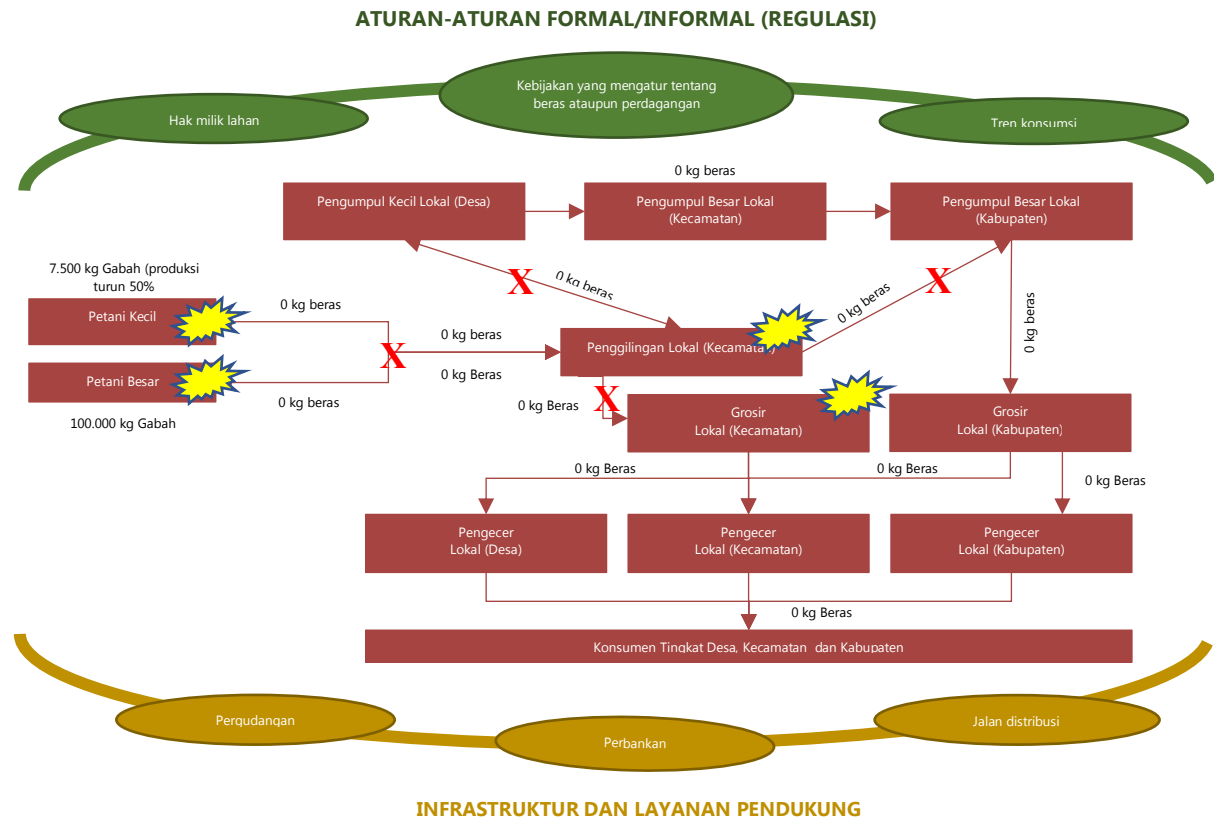 ATURAN-ATURAN FORMAL/INFORMAL (REGULASI)
Kebijakan yang mengatur tentang
beras ataupun perdagangan
Hak milik lahan
Tren konsumsi
0 kg beras
Pengumpul Kecil Lokal (Desa)
Pengumpul Besar Lokal
(Kecamatan)
Pengumpul Besar Lokal
(Kabupaten)
7.500 kg Gabah (produksi
turun 50%
X
0 kg beras
0 kg beras
X
0 kg beras
Petani Kecil
0 kg beras
0 kg beras
X
Penggilingan Lokal (Kecamatan)
Petani Besar
0 kg Beras
0 kg beras
100.000 kg Gabah
0 kg Beras
X
Grosir
Lokal (Kecamatan)
Grosir
Lokal (Kabupaten)
0 kg Beras
0 kg Beras
0 kg Beras
Pengecer
Lokal (Desa)
Pengecer
Lokal (Kecamatan)
Pengecer
Lokal (Kabupaten)
0 kg Beras
Konsumen Tingkat Desa, Kecamatan dan Kabupaten
Pergudangan
Perbankan
Jalan distribusi
INFRASTRUKTUR DAN LAYANAN PENDUKUNG